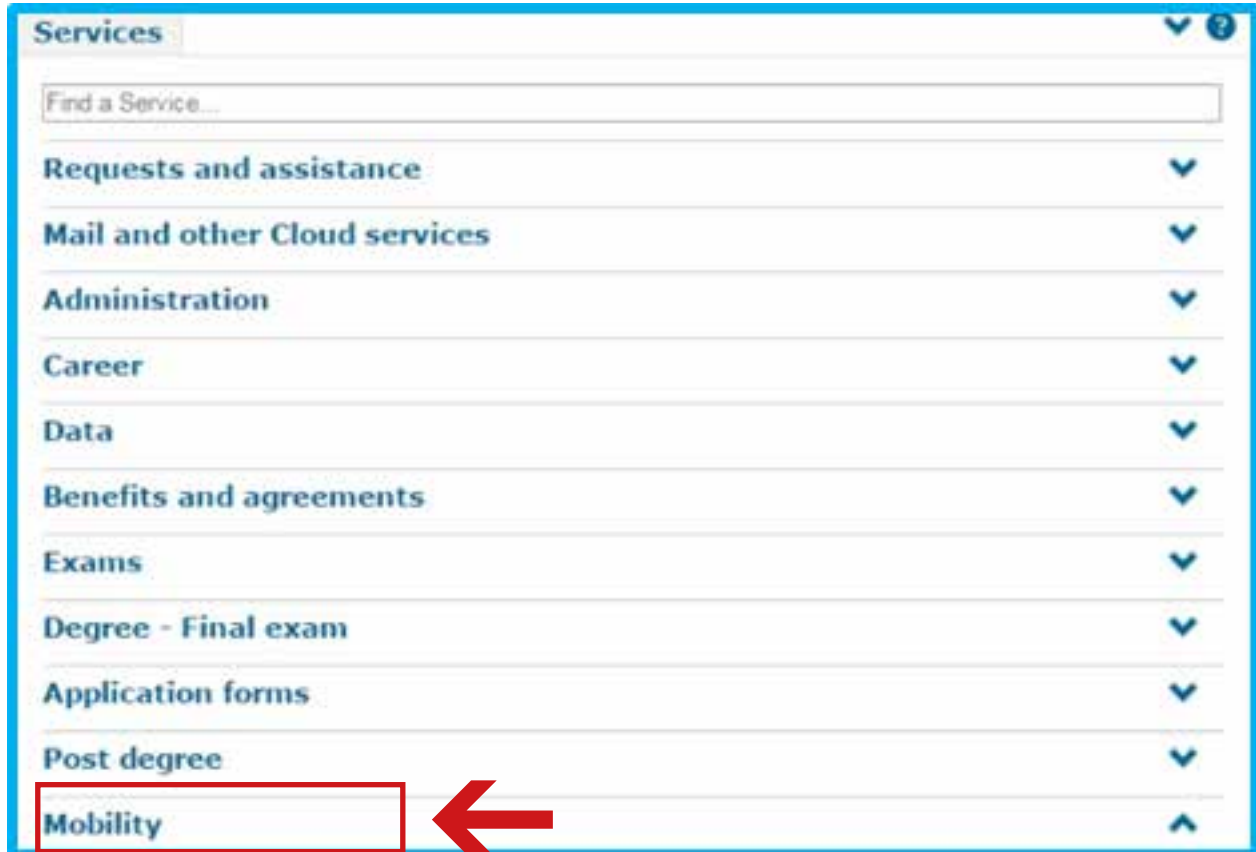 Services
Find a Service...
Requests and assistance
Mail and other Cloud services
Administration
Career
Data
Benefits and agreements
Exams
Degree - Final exam
Application forms
Post degree
Mobility